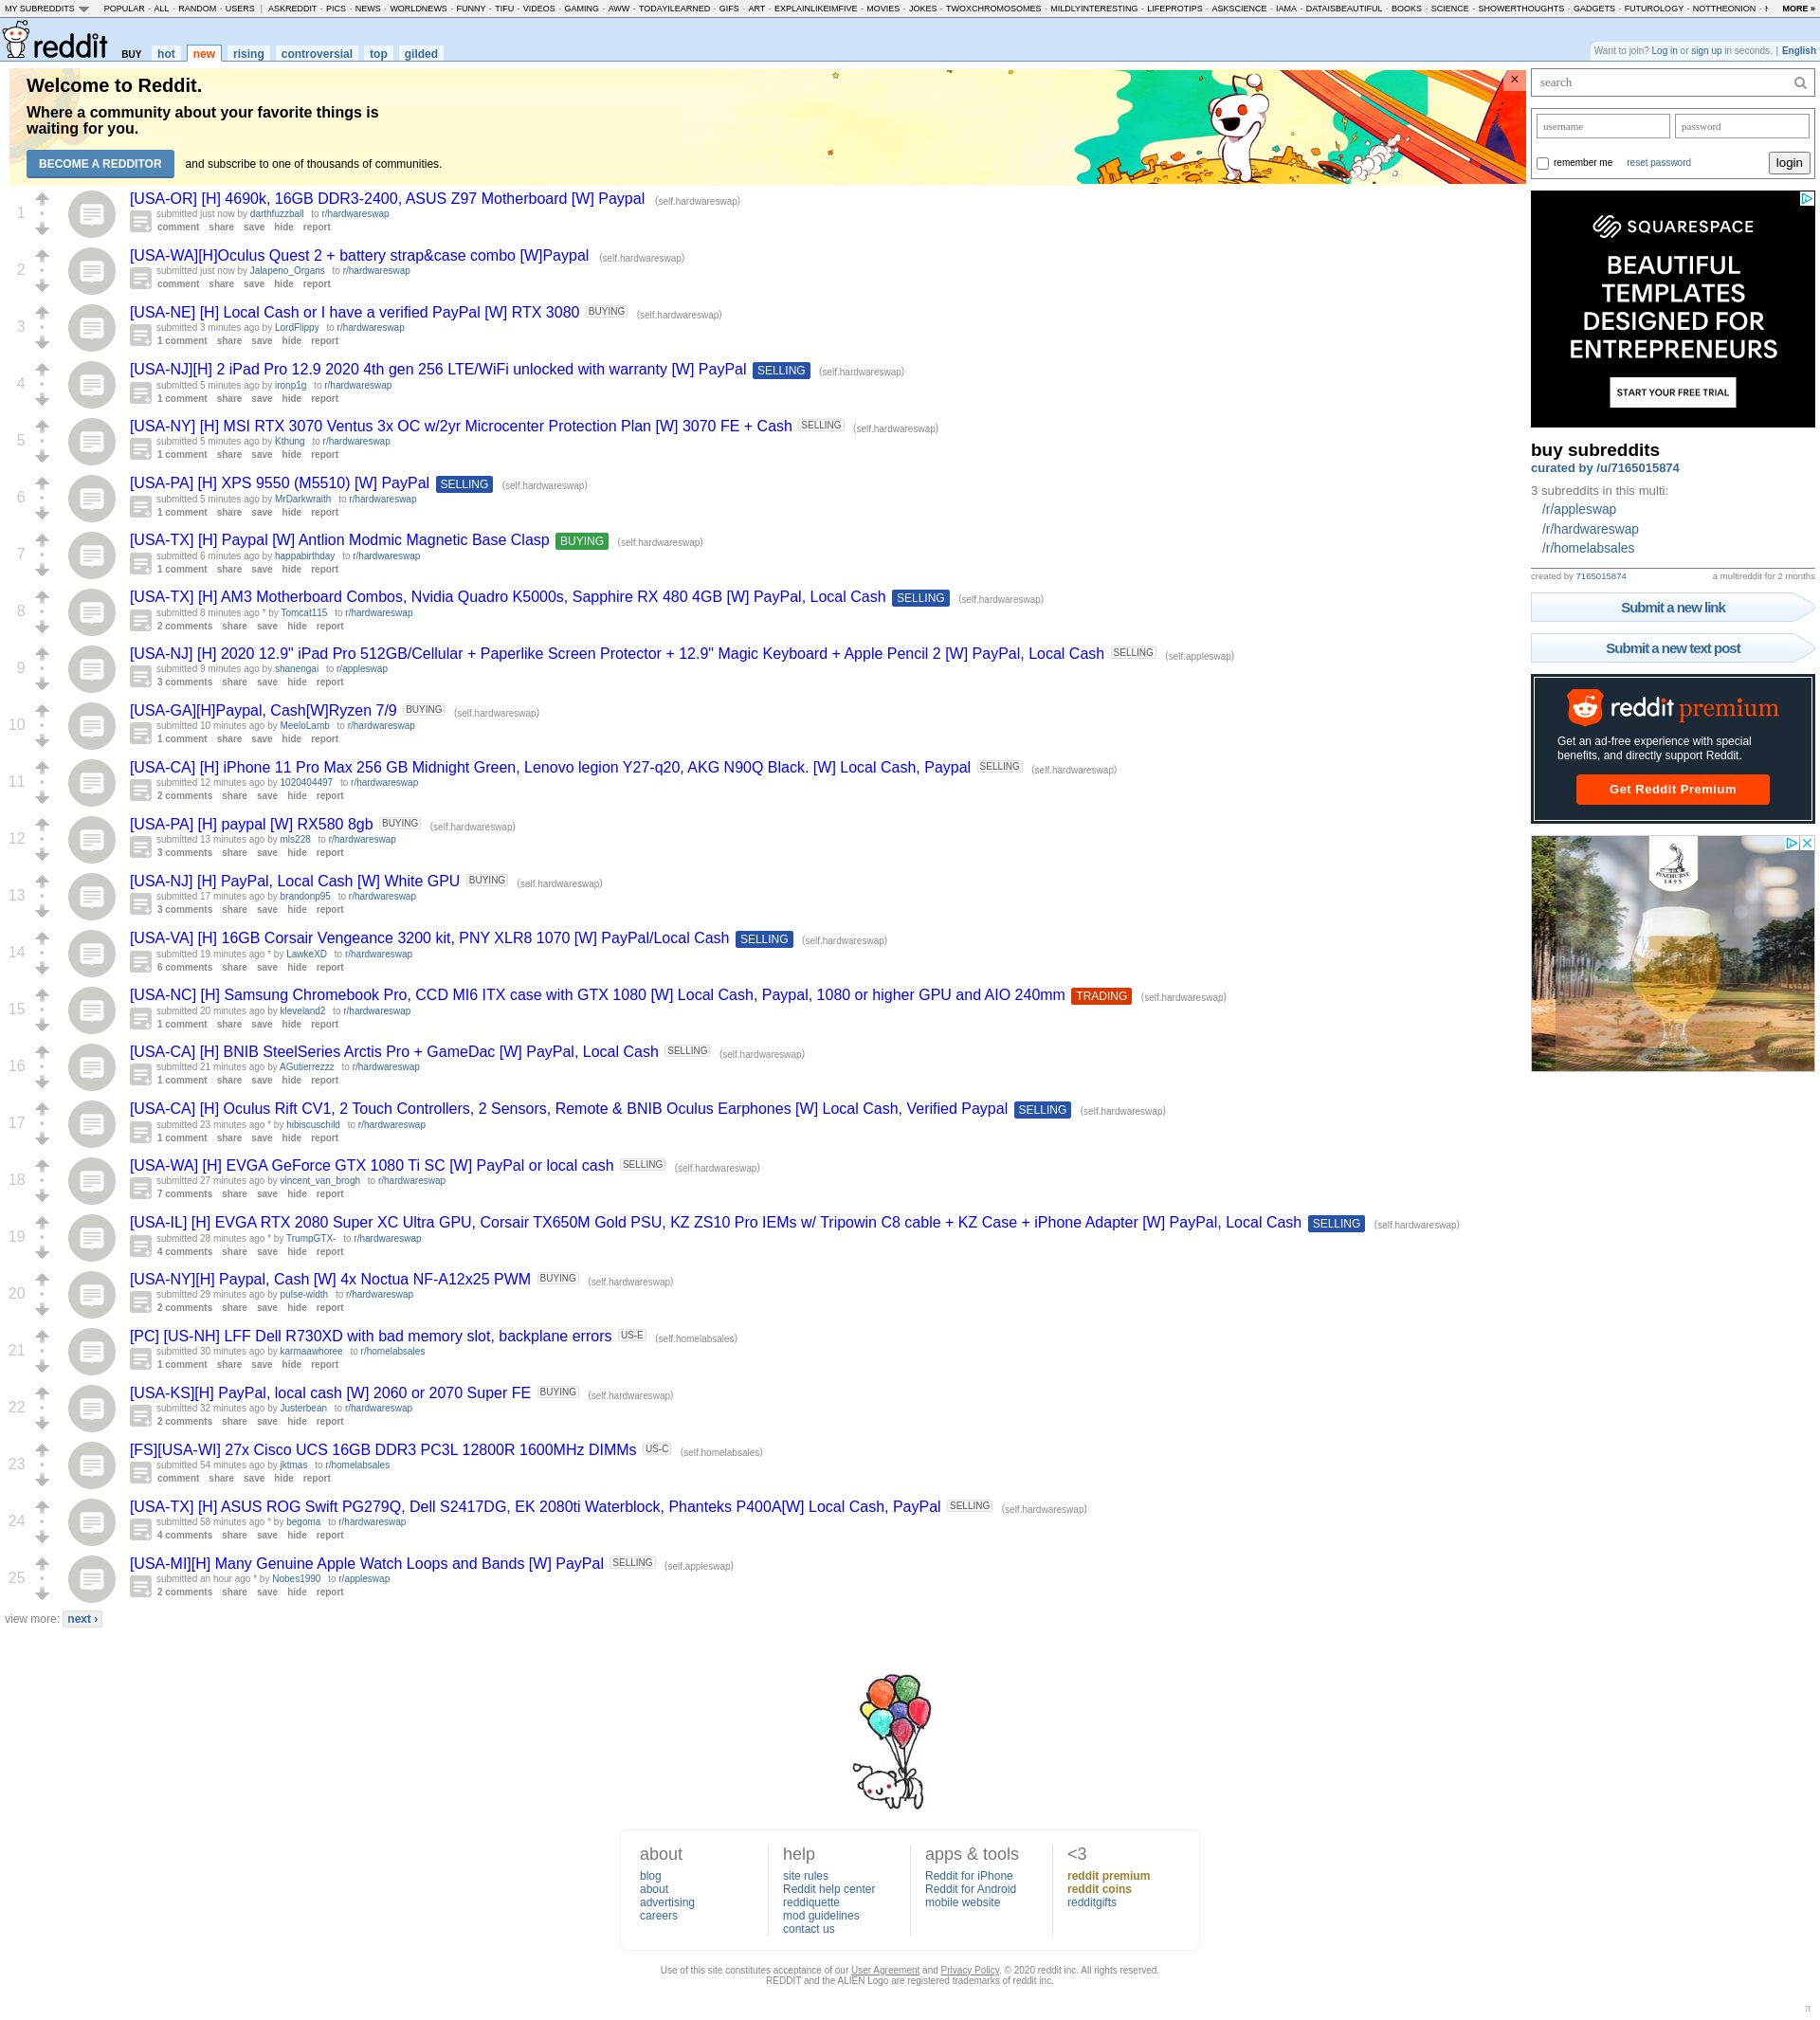 MY SUBREDDITS POPULAR - ALL - RANDOM - USERS | ASKREDDIT - PICS - NEWS - WORLDNEWS - FUNNY - TIFU - VIDEOS - GAMING - AWW - TODAYILEARNED - GIFS - ART - EXPLAINLIKEIMFIVE - MOVIES - JOKES - TWOXCHROMOSOMES - MILDLYINTERESTING - LIFEPROTIPS - ASKSCIENCE - IAMA - DATAISBEAUTIFUL - BOOKS - SCIENCE - SHOWERTHOUGHTS - GADGETS - FUTUROLOGY - NOTTHEONION - MORE »
reddit BUY hot new rising controversial top gilded
Want to join? Log in or sign up in seconds. | English
Welcome to Reddit.
Where a community about your favorite things is
waiting for you.
BECOME A REDDITOR and subscribe to one of thousands of communities.
1
[USA-OR] [H] 4690k, 16GB DDR3-2400, ASUS Z97 Motherboard [W] Paypal (self.hardwareswap)
submitted just now by darthfuzzball to r/hardwareswap
comment share save hide report
2
[USA-WA][H]Oculus Quest 2 + battery strap&case combo [W]Paypal (self.hardwareswap)
submitted just now by Jalapeno_Organs to r/hardwareswap
comment share save hide report
3
[USA-NE] [H] Local Cash or I have a verified PayPal [W] RTX 3080 BUYING (self.hardwareswap)
submitted 3 minutes ago by LordFlippy to r/hardwareswap
1 comment share save hide report
4
[USA-NJ][H] 2 iPad Pro 12.9 2020 4th gen 256 LTE/WiFi unlocked with warranty [W] PayPal SELLING (self.hardwareswap)
submitted 5 minutes ago by ironp1g to r/hardwareswap
1 comment share save hide report
5
[USA-NY] [H] MSI RTX 3070 Ventus 3x OC w/2yr Microcenter Protection Plan [W] 3070 FE + Cash SELLING (self.hardwareswap)
submitted 5 minutes ago by Kthung to r/hardwareswap
1 comment share save hide report
6
[USA-PA] [H] XPS 9550 (M5510) [W] PayPal SELLING (self.hardwareswap)
submitted 5 minutes ago by MrDarkwraith to r/hardwareswap
1 comment share save hide report
7
[USA-TX] [H] Paypal [W] Antlion Modmic Magnetic Base Clasp BUYING (self.hardwareswap)
submitted 6 minutes ago by happabirthday to r/hardwareswap
1 comment share save hide report
8
[USA-TX] [H] AM3 Motherboard Combos, Nvidia Quadro K5000s, Sapphire RX 480 4GB [W] PayPal, Local Cash SELLING (self.hardwareswap)
submitted 8 minutes ago * by Tomcat115 to r/hardwareswap
2 comments share save hide report
9
[USA-NJ] [H] 2020 12.9" iPad Pro 512GB/Cellular + Paperlike Screen Protector + 12.9" Magic Keyboard + Apple Pencil 2 [W] PayPal, Local Cash SELLING (self.appleswap)
submitted 9 minutes ago by shanengai to r/appleswap
3 comments share save hide report
10
[USA-GA][H]Paypal, Cash[W]Ryzen 7/9 BUYING (self.hardwareswap)
submitted 10 minutes ago by MeeloLamb to r/hardwareswap
1 comment share save hide report
11
[USA-CA] [H] iPhone 11 Pro Max 256 GB Midnight Green, Lenovo legion Y27-q20, AKG N90Q Black. [W] Local Cash, Paypal SELLING (self.hardwareswap)
submitted 12 minutes ago by 1020404497 to r/hardwareswap
2 comments share save hide report
12
[USA-PA] [H] paypal [W] RX580 8gb BUYING (self.hardwareswap)
submitted 13 minutes ago by mls228 to r/hardwareswap
3 comments share save hide report
13
[USA-NJ] [H] PayPal, Local Cash [W] White GPU BUYING (self.hardwareswap)
submitted 17 minutes ago by brandonp95 to r/hardwareswap
3 comments share save hide report
14
[USA-VA] [H] 16GB Corsair Vengeance 3200 kit, PNY XLR8 1070 [W] PayPal/Local Cash SELLING (self.hardwareswap)
submitted 19 minutes ago * by LawkeXD to r/hardwareswap
6 comments share save hide report
15
[USA-NC] [H] Samsung Chromebook Pro, CCD MI6 ITX case with GTX 1080 [W] Local Cash, Paypal, 1080 or higher GPU and AIO 240mm TRADING (self.hardwareswap)
submitted 20 minutes ago by kleveland2 to r/hardwareswap
1 comment share save hide report
16
[USA-CA] [H] BNIB SteelSeries Arctis Pro + GameDac [W] PayPal, Local Cash SELLING (self.hardwareswap)
submitted 21 minutes ago by AGutierrezzz to r/hardwareswap
1 comment share save hide report
17
[USA-CA] [H] Oculus Rift CV1, 2 Touch Controllers, 2 Sensors, Remote & BNIB Oculus Earphones [W] Local Cash, Verified Paypal SELLING (self.hardwareswap)
submitted 23 minutes ago * by hibiscuschild to r/hardwareswap
1 comment share save hide report
18
[USA-WA] [H] EVGA GeForce GTX 1080 Ti SC [W] PayPal or local cash SELLING (self.hardwareswap)
submitted 27 minutes ago by vincent_van_brogh to r/hardwareswap
7 comments share save hide report
19
[USA-IL] [H] EVGA RTX 2080 Super XC Ultra GPU, Corsair TX650M Gold PSU, KZ ZS10 Pro IEMs w/ Tripowin C8 cable + KZ Case + iPhone Adapter [W] PayPal, Local Cash SELLING (self.hardwareswap)
submitted 28 minutes ago * by TrumpGTX- to r/hardwareswap
4 comments share save hide report
20
[USA-NY][H] Paypal, Cash [W] 4x Noctua NF-A12x25 PWM BUYING (self.hardwareswap)
submitted 29 minutes ago by pulse-width to r/hardwareswap
2 comments share save hide report
21
[PC] [US-NH] LFF Dell R730XD with bad memory slot, backplane errors US-E (self.homelabsales)
submitted 30 minutes ago by karmaawhoree to r/homelabsales
1 comment share save hide report
22
[USA-KS][H] PayPal, local cash [W] 2060 or 2070 Super FE BUYING (self.hardwareswap)
submitted 32 minutes ago by Justerbean to r/hardwareswap
2 comments share save hide report
23
[FS][USA-WI] 27x Cisco UCS 16GB DDR3 PC3L 12800R 1600MHz DIMMs US-C (self.homelabsales)
submitted 54 minutes ago by jktmas to r/homelabsales
comment share save hide report
24
[USA-TX] [H] ASUS ROG Swift PG279Q, Dell S2417DG, EK 2080ti Waterblock, Phanteks P400A[W] Local Cash, PayPal SELLING (self.hardwareswap)
submitted 58 minutes ago * by begoma to r/hardwareswap
4 comments share save hide report
25
[USA-MI][H] Many Genuine Apple Watch Loops and Bands [W] PayPal SELLING (self.appleswap)
submitted an hour ago * by Nobes1990 to r/appleswap
2 comments share save hide report
view more: next ›
search
username password
remember me reset password login
SQUARESPACE
BEAUTIFUL
TEMPLATES
DESIGNED FOR
ENTREPRENEURS
START YOUR FREE TRIAL
buy subreddits
curated by /u/7165015874
3 subreddits in this multi:
/r/appleswap
/r/hardwareswap
/r/homelabsales
created by 7165015874 a multireddit for 2 months
Submit a new link
Submit a new text post
reddit premium
Get an ad-free experience with special
benefits, and directly support Reddit.
Get Reddit Premium
PINEHURST
1895
about
blog
about
advertising
careers
help
site rules
Reddit help center
reddiquette
mod guidelines
contact us
apps & tools
Reddit for iPhone
Reddit for Android
mobile website
<3
reddit premium
reddit coins
redditgifts
Use of this site constitutes acceptance of our User Agreement and Privacy Policy. © 2020 reddit inc. All rights reserved.
REDDIT and the ALIEN Logo are registered trademarks of reddit inc.
π